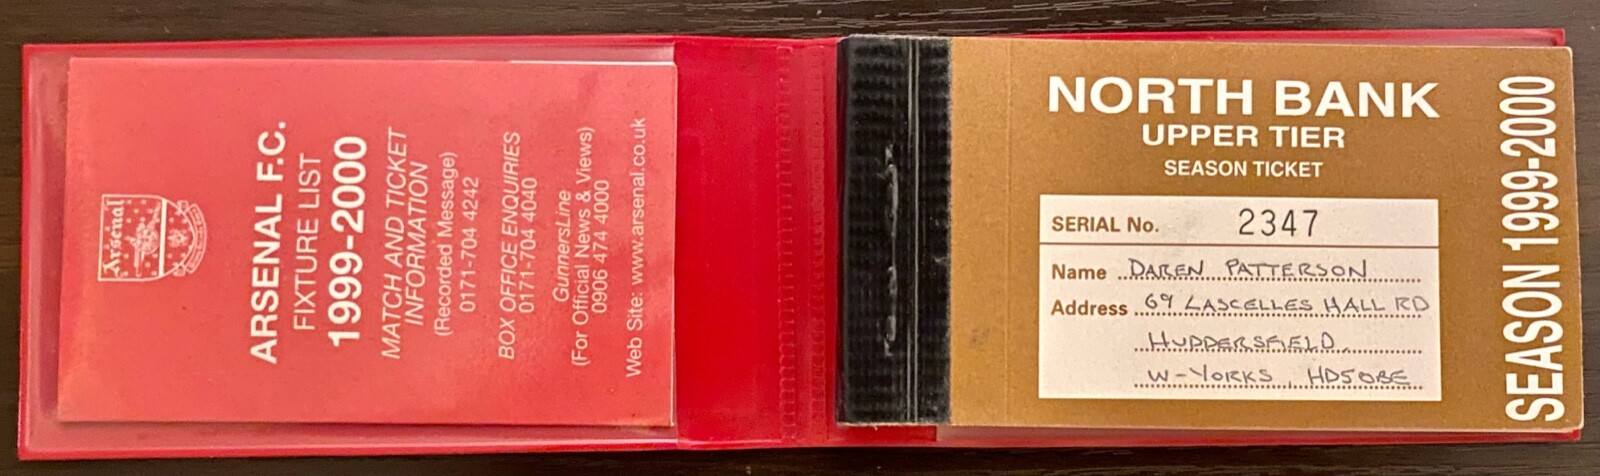 Arsenal
ARSENAL F.C.
FIXTURE LIST
1999-2000
MATCH AND TICKET
INFORMATION
(Recorded Message)
0171-704 4242
BOX OFFICE ENQUIRIES
0171-704 4040
GunnersLine
(For Official News & Views)
0906 474 4000
Web Site: www.arsenal.co.uk
NORTH BANK
UPPER TIER
SEASON TICKET
SERIAL No. 2347
Name DAREN PATTERSON
Address 69 LASCELLES HALL RD
HUDDERSFIELD
W-YORKS HD5 0BE
SEASON 1999-2000